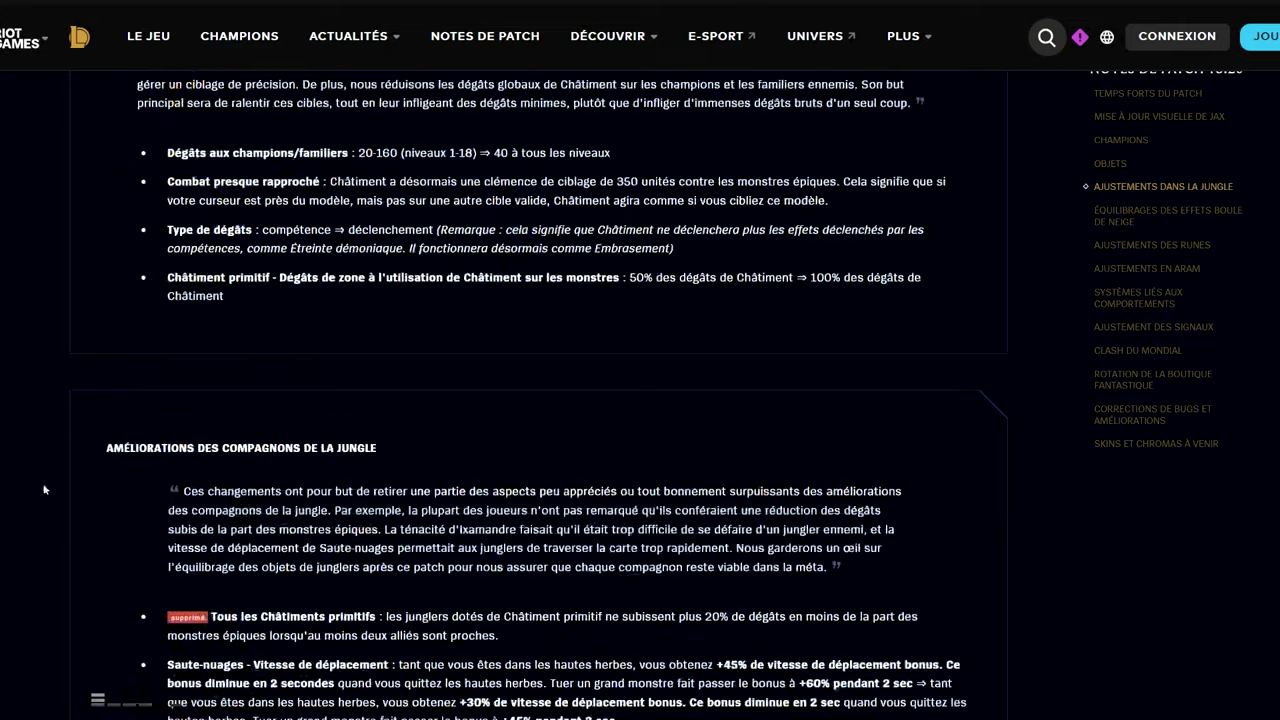 RIOT
GAMES
LE JEU
CHAMPIONS
ACTUALITÉS
NOTES DE PATCH
DÉCOUVRIR
E-SPORT
UNIVERS
PLUS
CONNEXION
JOU
gérer un ciblage de précision. De plus, nous réduisons les dégâts globaux de Châtiment sur les champions et les familiers ennemis. Son but
principal sera de ralentir ces cibles, tout en leur infligeant des dégâts minimes, plutôt que d'infliger d'immenses dégâts bruts d'un seul coup. ”
• Dégâts aux champions/familiers : 20-160 (niveaux 1-18) ⇒ 40 à tous les niveaux
• Combat presque rapproché : Châtiment a désormais une clémence de ciblage de 350 unités contre les monstres épiques. Cela signifie que si
votre curseur est près du modèle, mais pas sur une autre cible valide, Châtiment agira comme si vous cibliez ce modèle.
• Type de dégâts : compétence ⇒ déclenchement (Remarque : cela signifie que Châtiment ne déclenchera plus les effets déclenchés par les
compétences, comme Étreinte démoniaque. Il fonctionnera désormais comme Embrasement)
• Châtiment primitif - Dégâts de zone à l'utilisation de Châtiment sur les monstres : 50% des dégâts de Châtiment ⇒ 100% des dégâts de
Châtiment
AMÉLIORATIONS DES COMPAGNONS DE LA JUNGLE
“ Ces changements ont pour but de retirer une partie des aspects peu appréciés ou tout bonnement surpuissants des améliorations
des compagnons de la jungle. Par exemple, la plupart des joueurs n'ont pas remarqué qu'ils conféraient une réduction des dégâts
subis de la part des monstres épiques. La ténacité d'Ixamandre faisait qu'il était trop difficile de se défaire d'un jungler ennemi, et la
vitesse de déplacement de Saute-nuages permettait aux junglers de traverser la carte trop rapidement. Nous garderons un œil sur
l'équilibrage des objets de junglers après ce patch pour nous assurer que chaque compagnon reste viable dans la méta. ”
• supprimé Tous les Châtiments primitifs : les junglers dotés de Châtiment primitif ne subissent plus 20% de dégâts en moins de la part des
monstres épiques lorsqu'au moins deux alliés sont proches.
• Saute-nuages - Vitesse de déplacement : tant que vous êtes dans les hautes herbes, vous obtenez +45% de vitesse de déplacement bonus. Ce
bonus diminue en 2 secondes quand vous quittez les hautes herbes. Tuer un grand monstre fait passer le bonus à +60% pendant 2 sec ⇒ tant
que vous êtes dans les hautes herbes, vous obtenez +30% de vitesse de déplacement bonus. Ce bonus diminue en 2 sec quand vous quittez
les hautes herbes. Tuer un grand monstre fait passer le bonus à +45% pendant 2 sec
NOTES DE PATCH 13.20
TEMPS FORTS DU PATCH
MISE À JOUR VISUELLE DE JAX
CHAMPIONS
OBJETS
AJUSTEMENTS DANS LA JUNGLE
ÉQUILIBRAGES DES EFFETS BOULE
DE NEIGE
AJUSTEMENTS DES RUNES
AJUSTEMENTS EN ARAM
SYSTÈMES LIÉS AUX
COMPORTEMENTS
AJUSTEMENT DES SIGNAUX
CLASH DU MONDIAL
ROTATION DE LA BOUTIQUE
FANTASTIQUE
CORRECTIONS DE BUGS ET
AMÉLIORATIONS
SKINS ET CHROMAS À VENIR